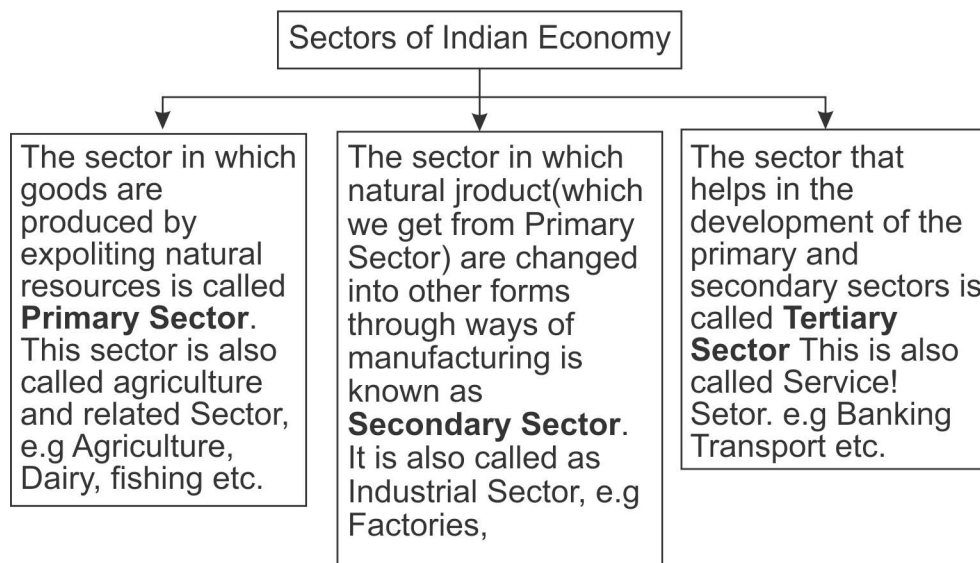 Sectors of Indian Economy
The sector in which
goods are
produced by
expoliting natural
resources is called
Primary Sector.
This sector is also
called agriculture
and related Sector,
e.g Agriculture,
Dairy, fishing etc.
The sector in which
natural jroduct(which
we get from Primary
Sector) are changed
into other forms
through ways of
manufacturing is
known as
Secondary Sector.
It is also called as
Industrial Sector, e.g
Factories,
The sector that
helps in the
development of the
primary and
secondary sectors is
called Tertiary
Sector This is also
called Service!
Setor. e.g Banking
Transport etc.